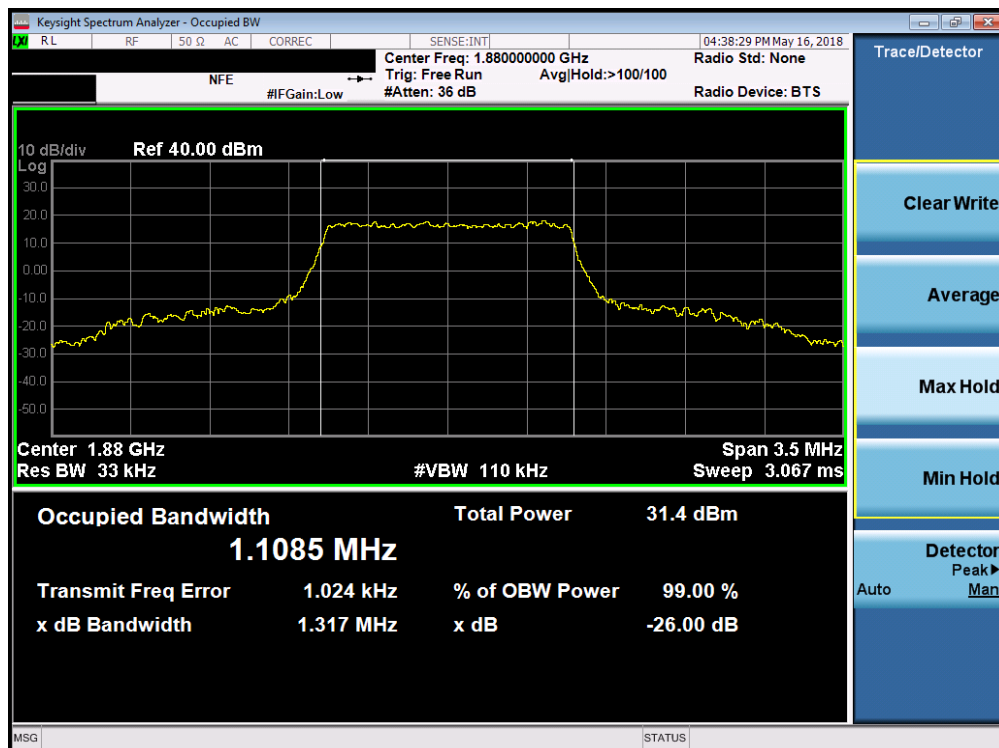 Keysight Spectrum Analyzer - Occupied BW
LXI RL RF 50 Ω AC CORREC SENSE:INT 04:38:29 PM May 16, 2018
Center Freq: 1.880000000 GHz Radio Std: None
NFE Trig: Free Run Avg|Hold:>100/100
#IFGain:Low #Atten: 36 dB Radio Device: BTS
10 dB/div Ref 40.00 dBm
Log
30.0
20.0
10.0
0.00
-10.0
-20.0
-30.0
-40.0
-50.0
Center 1.88 GHz Span 3.5 MHz
Res BW 33 kHz #VBW 110 kHz Sweep 3.067 ms
Occupied Bandwidth Total Power 31.4 dBm
1.1085 MHz
Transmit Freq Error 1.024 kHz % of OBW Power 99.00 %
x dB Bandwidth 1.317 MHz x dB -26.00 dB
MSG STATUS
Trace/Detector
Clear Write
Average
Max Hold
Min Hold
Detector
Peak▶
Auto Man